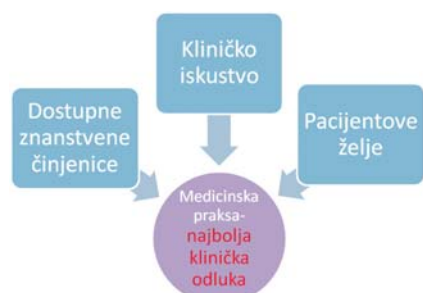 Kliničko
iskustvo
Dostupne
znanstvene
činjenice
Pacijentove
želje
Medicinska
praksa-
najbolja
klinička
odluka